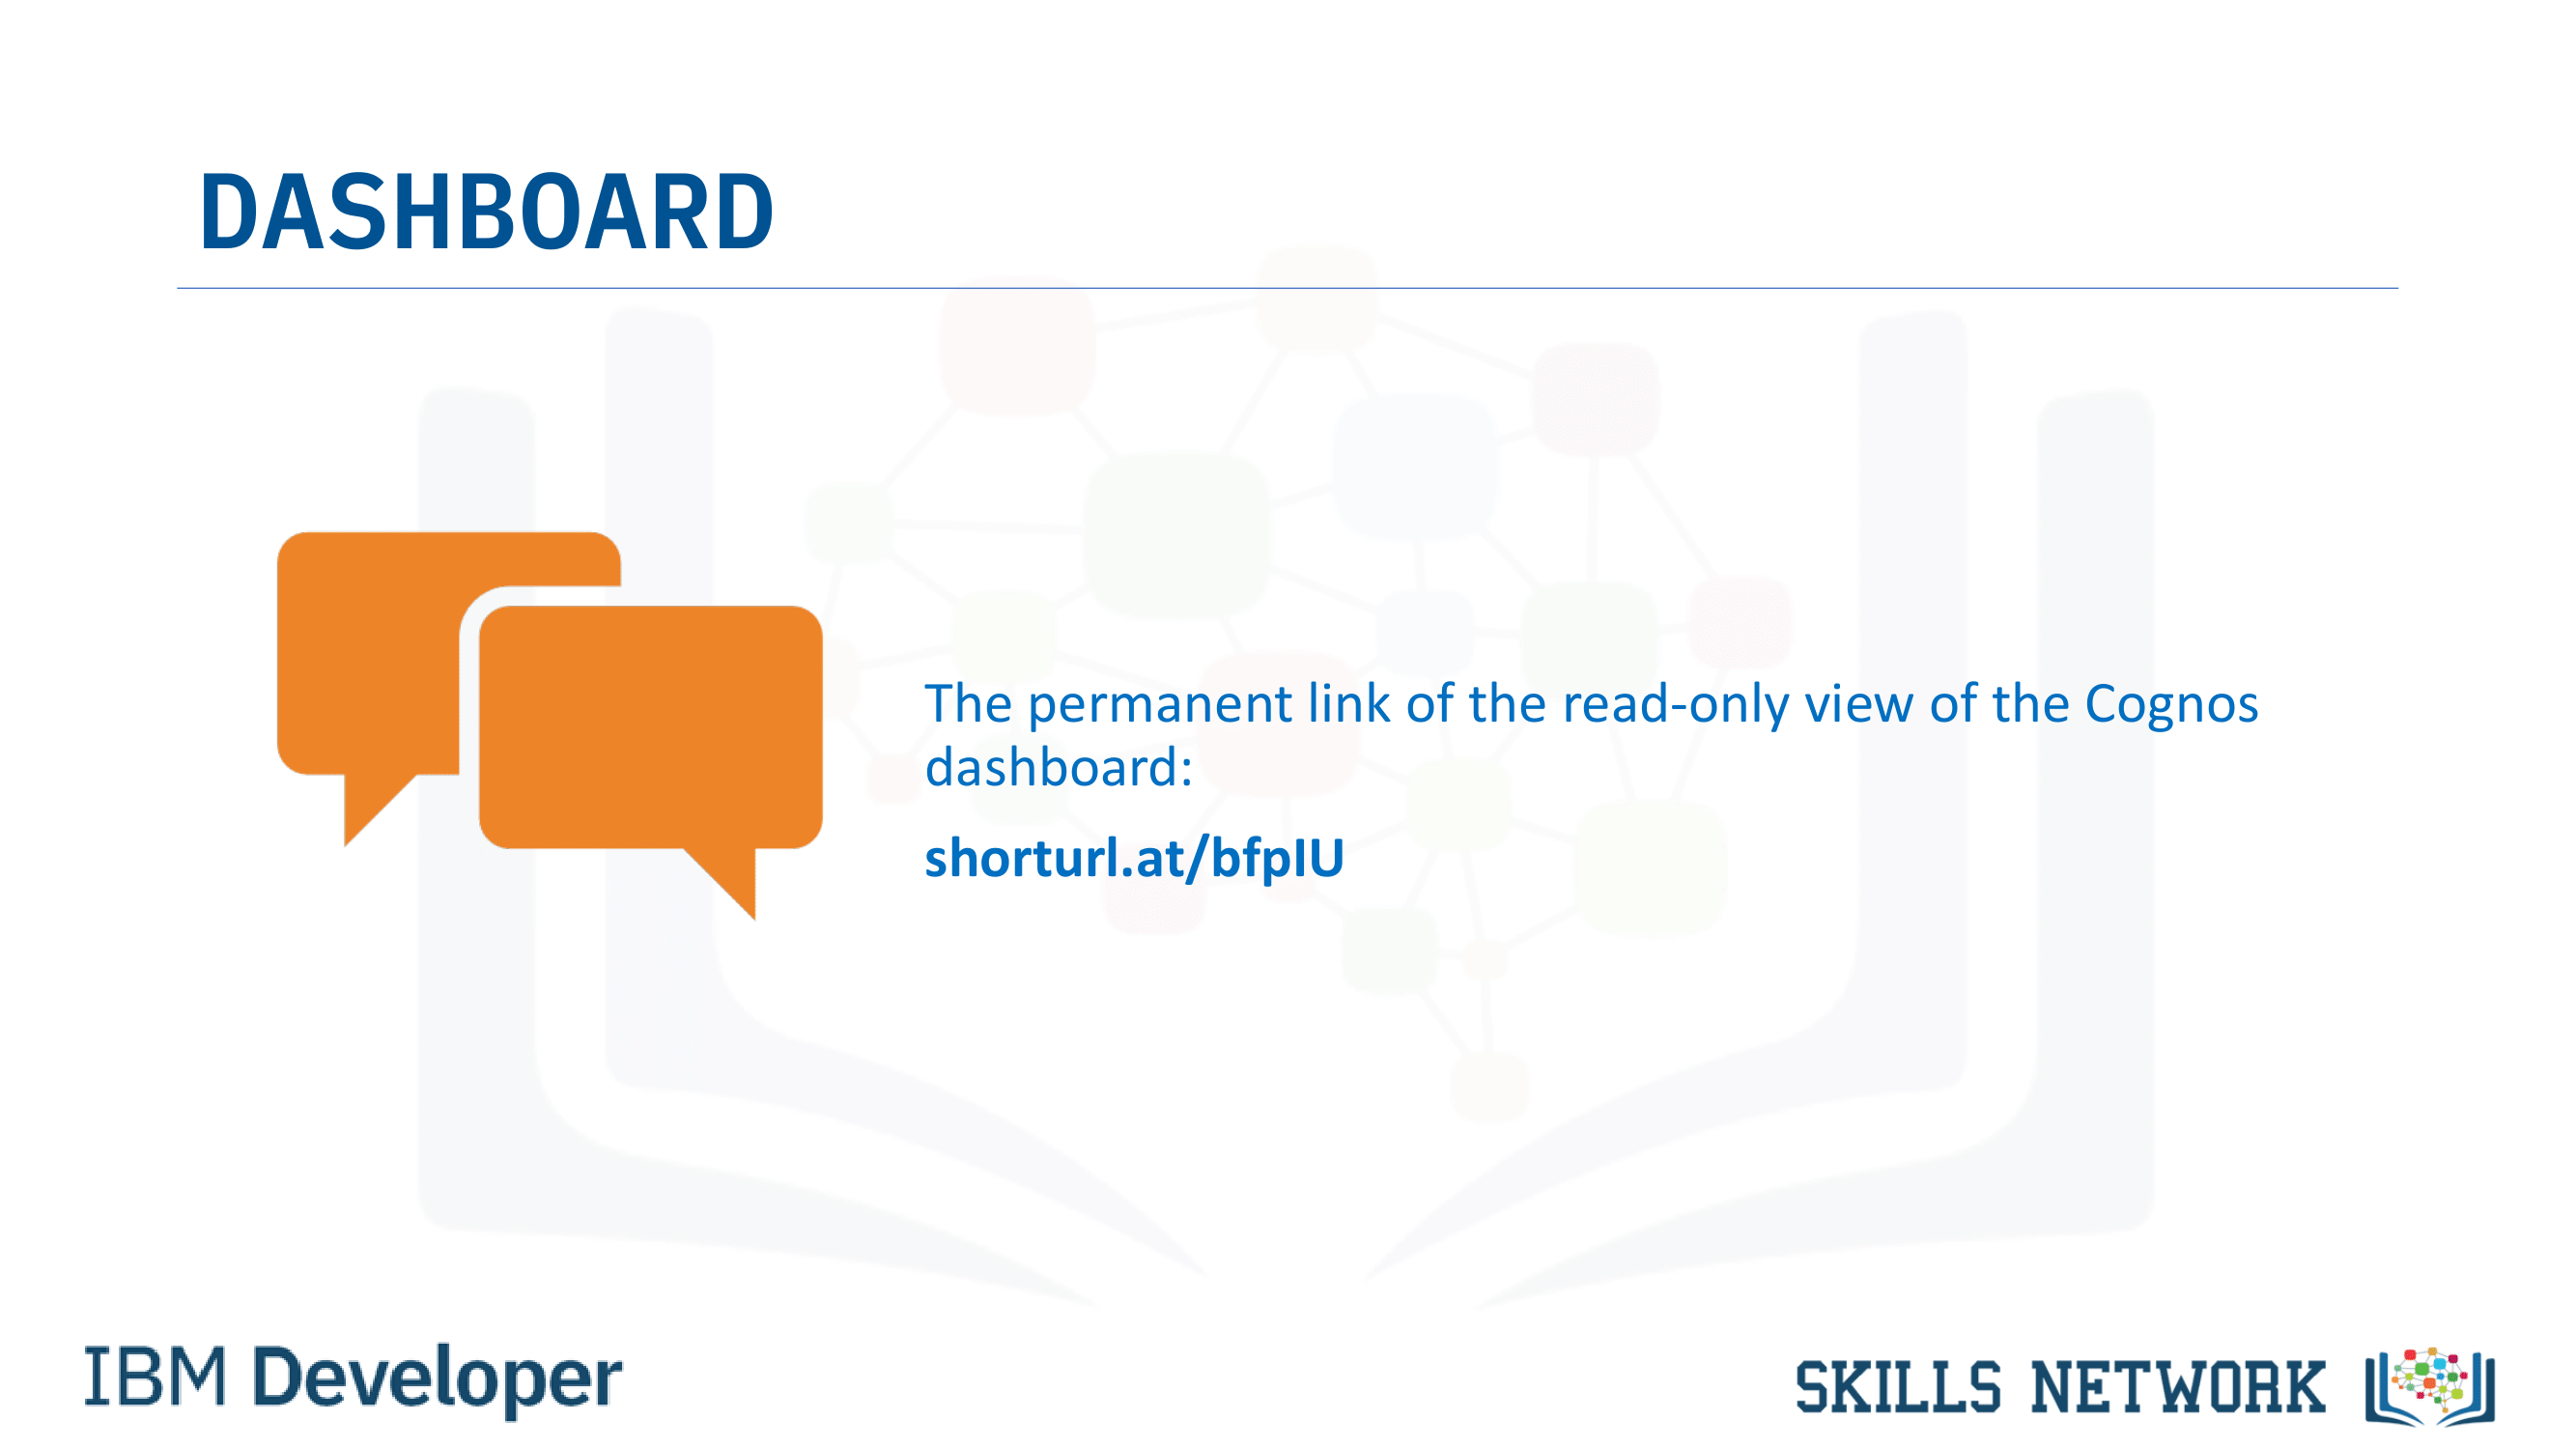 DASHBOARD
The permanent link of the read-only view of the Cognos
dashboard:
shorturl.at/bfpIU
IBM Developer
SKILLS NETWORK